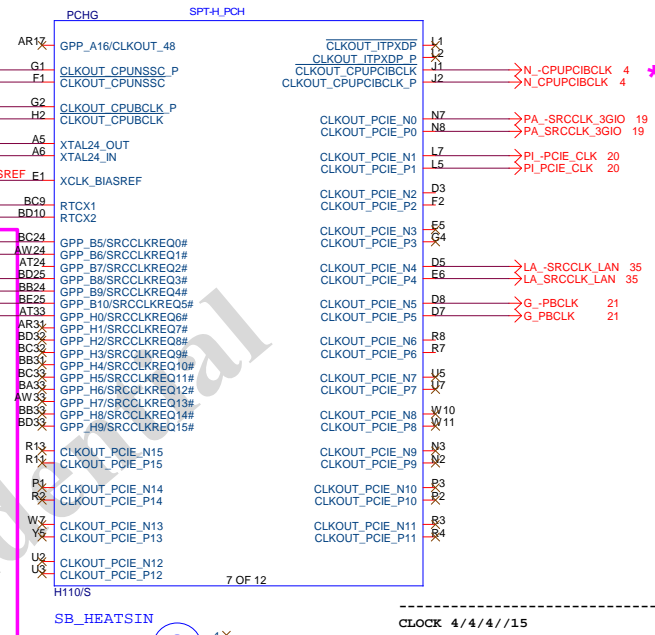 PCHG SPT-H_PCH
AR17 GPP_A16/CLKOUT_48 CLKOUT_ITPXDP L1
CLKOUT_ITPXDP_P L2
G1 CLKOUT_CPUNSSC_P CLKOUT_CPUPCIBCLK J1 N_-CPUPCIBCLK 4 *
F1 CLKOUT_CPUNSSC CLKOUT_CPUPCIBCLK_P J2 N_CPUPCIBCLK 4
G2 CLKOUT_CPUBCLK_P
H2 CLKOUT_CPUBCLK CLKOUT_PCIE_N0 N7 PA_-SRCCLK_3GIO 19
CLKOUT_PCIE_P0 N8 PA_SRCCLK_3GIO 19
A5 XTAL24_OUT
A6 XTAL24_IN CLKOUT_PCIE_N1 L7 PI_-PCIE_CLK 20
CLKOUT_PCIE_P1 L5 PI_PCIE_CLK 20
SREF E1 XCLK_BIASREF
CLKOUT_PCIE_N2 D3
BC9 RTCX1 CLKOUT_PCIE_P2 F2
BD10 RTCX2
CLKOUT_PCIE_N3 E5
BC24 GPP_B5/SRCCLKREQ0# CLKOUT_PCIE_P3 G4
AW24 GPP_B6/SRCCLKREQ1#
AT24 GPP_B7/SRCCLKREQ2# CLKOUT_PCIE_N4 D5 LA_-SRCCLK_LAN 35
BD25 GPP_B8/SRCCLKREQ3# CLKOUT_PCIE_P4 E6 LA_SRCCLK_LAN 35
BB24 GPP_B9/SRCCLKREQ4#
BE25 GPP_B10/SRCCLKREQ5# CLKOUT_PCIE_N5 D8 G_-PBCLK 21
AT33 GPP_H0/SRCCLKREQ6# CLKOUT_PCIE_P5 D7 G_PBCLK 21
AR31 GPP_H1/SRCCLKREQ7#
BD32 GPP_H2/SRCCLKREQ8# CLKOUT_PCIE_N6 R8
BC32 GPP_H3/SRCCLKREQ9# CLKOUT_PCIE_P6 R7
BB31 GPP_H4/SRCCLKREQ10#
BC33 GPP_H5/SRCCLKREQ11# CLKOUT_PCIE_N7 U5
BA33 GPP_H6/SRCCLKREQ12# CLKOUT_PCIE_P7 U7
AW33 GPP_H7/SRCCLKREQ13#
BB33 GPP_H8/SRCCLKREQ14# CLKOUT_PCIE_N8 W10
BD33 GPP_H9/SRCCLKREQ15# CLKOUT_PCIE_P8 W11
R13 CLKOUT_PCIE_N15 CLKOUT_PCIE_N9 N3
R11 CLKOUT_PCIE_P15 CLKOUT_PCIE_P9 N2
P1 CLKOUT_PCIE_N14 CLKOUT_PCIE_N10 P3
R2 CLKOUT_PCIE_P14 CLKOUT_PCIE_P10 P2
W7 CLKOUT_PCIE_N13 CLKOUT_PCIE_N11 R3
Y5 CLKOUT_PCIE_P13 CLKOUT_PCIE_P11 R4
U2 CLKOUT_PCIE_N12
U3 CLKOUT_PCIE_P12 7 OF 12
H110/S
SB_HEATSIN
CLOCK 4/4/4//15
dential